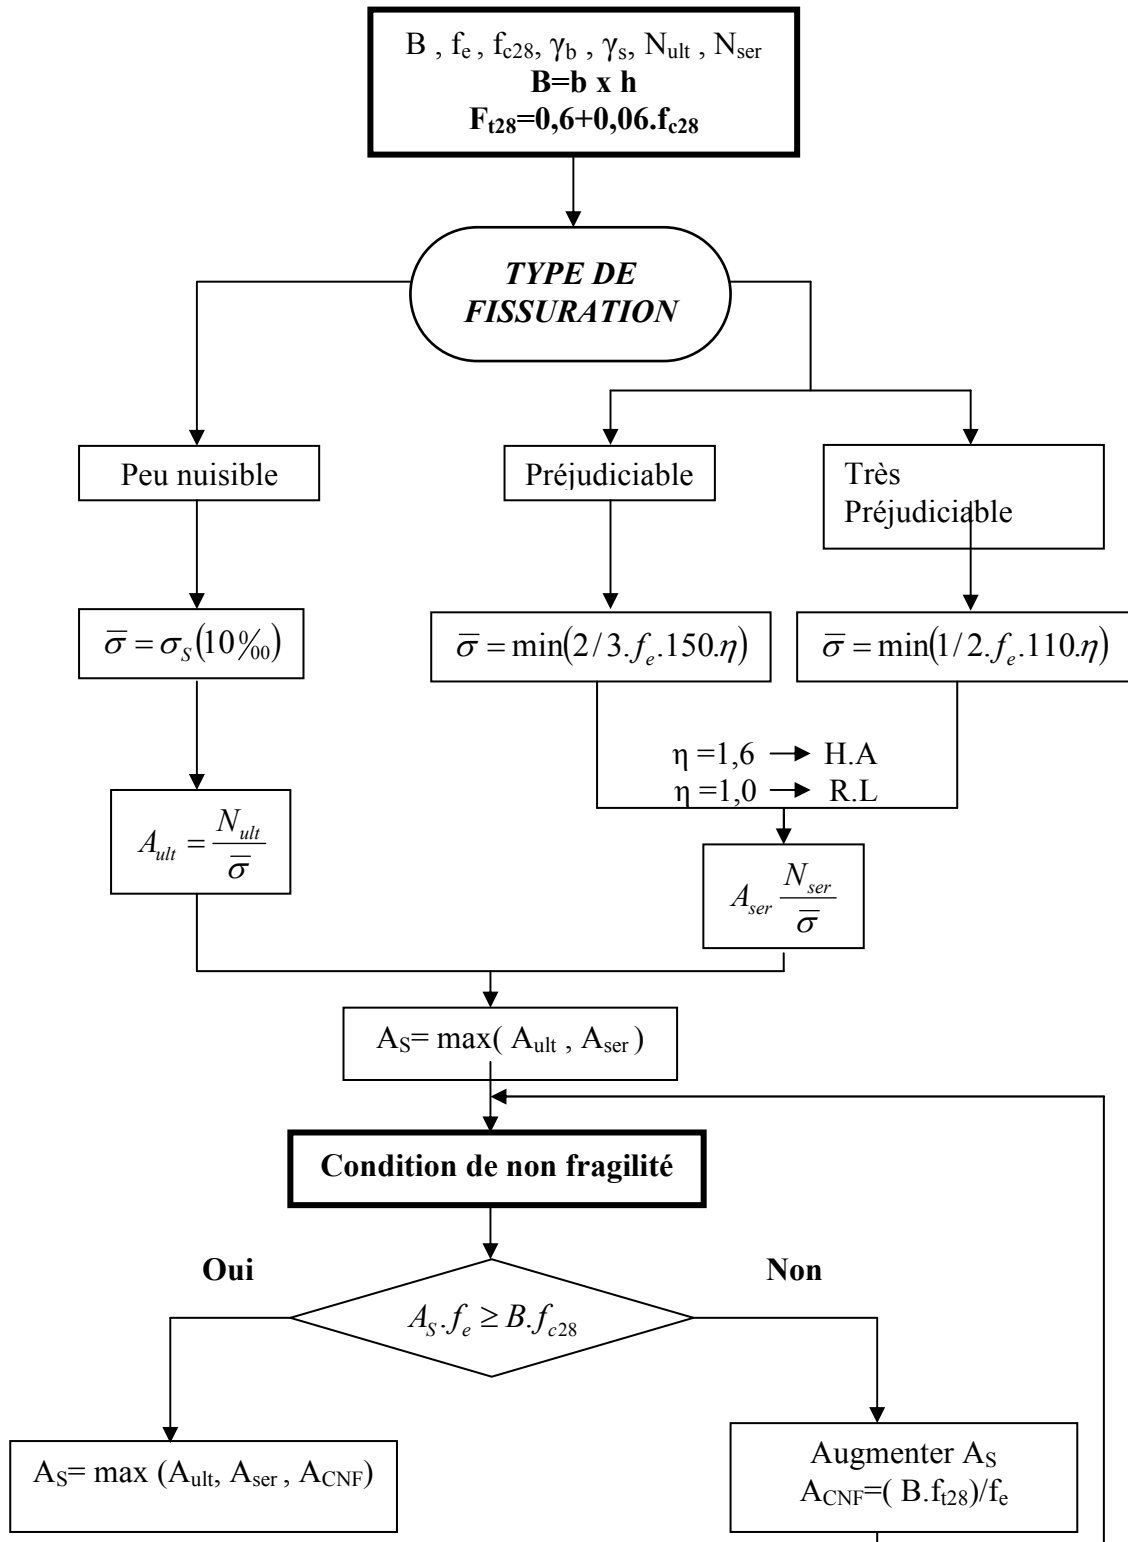 B , fe , fc28, γb , γs, Nult , Nser
B=b x h
Ft28=0,6+0,06.fc28
TYPE DE
FISSURATION
Peu nuisible
Préjudiciable
Très
Préjudiciable
σ̅ = σS(10‰)
σ̅ = min(2/3.fe.150.η)
σ̅ = min(1/2.fe.110.η)
η =1,6 → H.A
η =1,0 → R.L
Ault = Nult / σ̅
Aser Nser / σ̅
AS= max( Ault , Aser )
Condition de non fragilité
Oui
Non
AS.fe ≥ B.fc28
AS= max (Ault, Aser , ACNF)
Augmenter AS
ACNF=( B.ft28)/fe